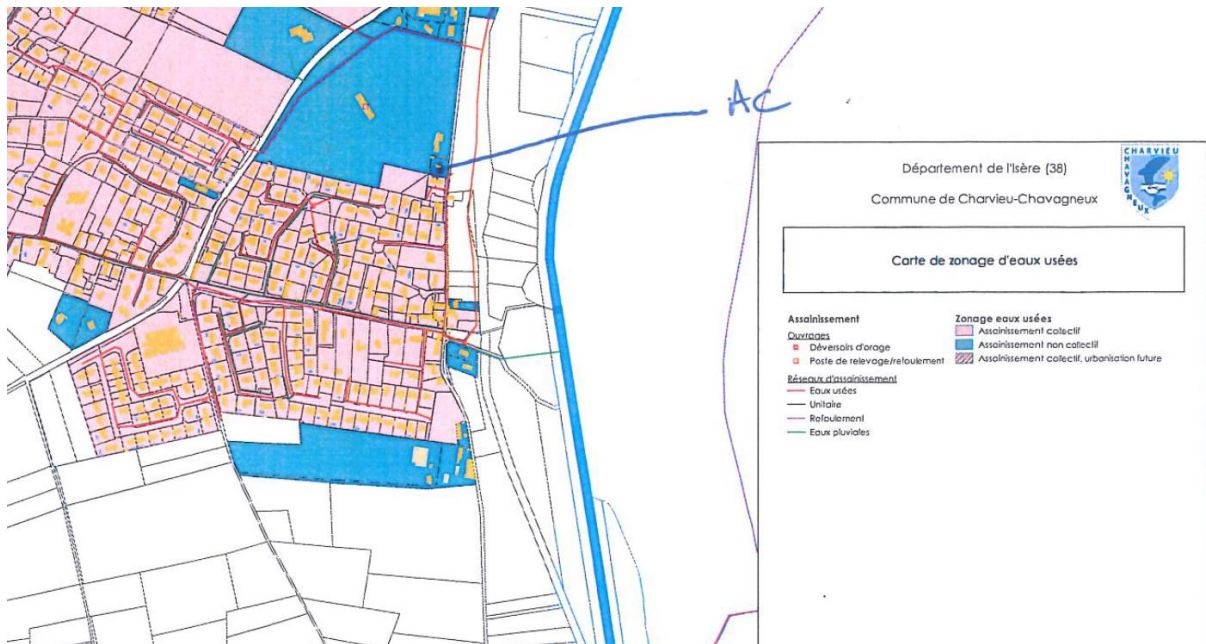 AC
CHARVIEU
CHAVAGNEUX
Département de l'Isère (38)
Commune de Charvieu-Chavagneux
Carte de zonage d'eaux usées
Assainissement
Ouvrages
Déversoirs d'orage
Poste de relevage/refoulement
Réseaux d'assainissement
Eaux usées
Unitaire
Refoulement
Eaux pluviales
Zonage eaux usées
Assainissement collectif
Assainissement non collectif
Assainissement collectif, urbanisation future